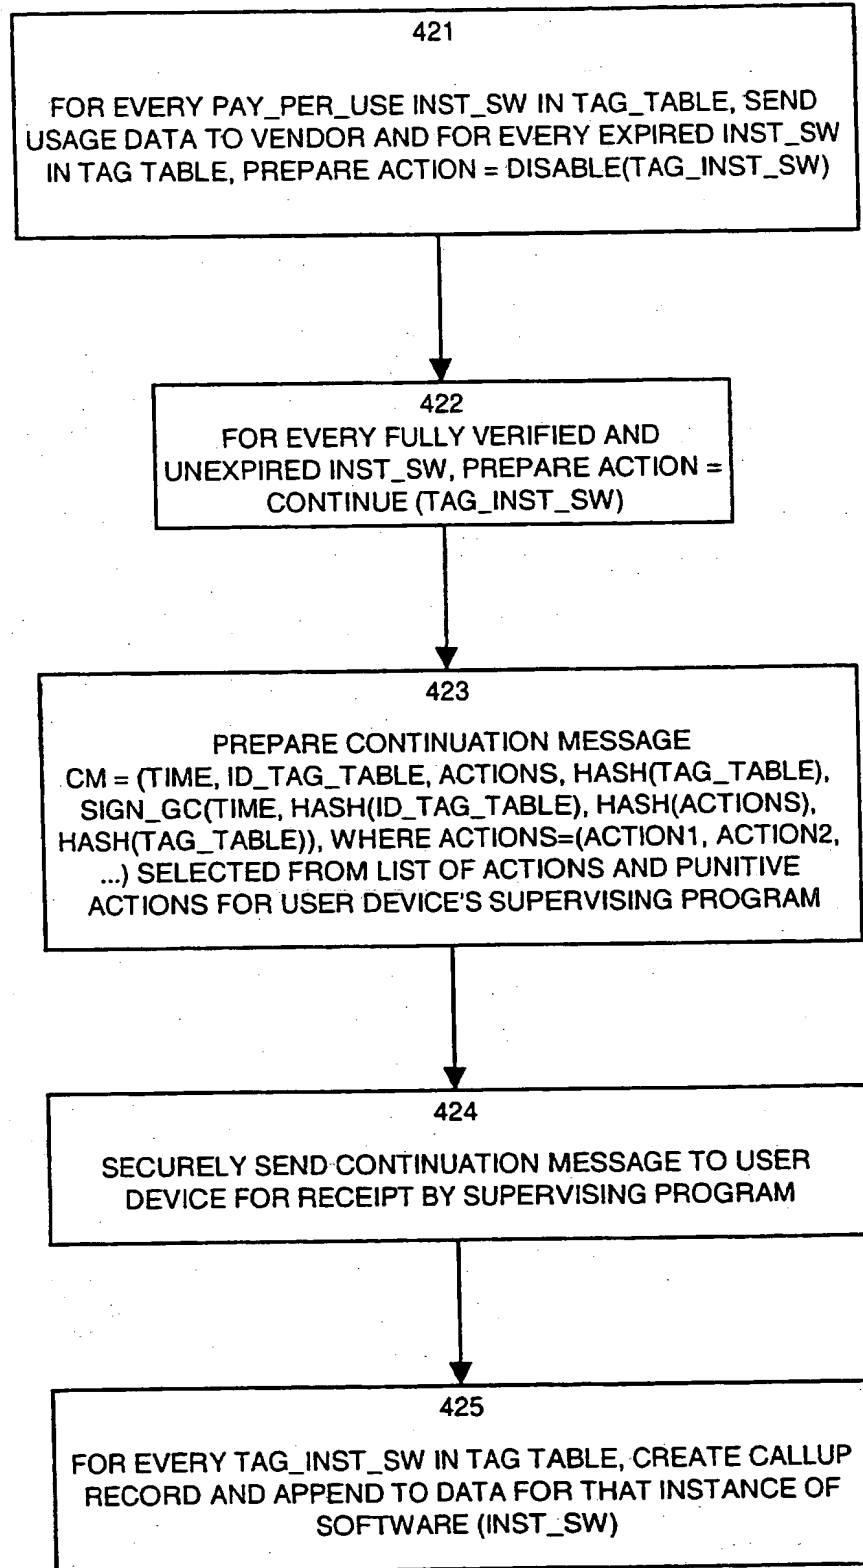 421
FOR EVERY PAY_PER_USE INST_SW IN TAG_TABLE, SEND
USAGE DATA TO VENDOR AND FOR EVERY EXPIRED INST_SW
IN TAG TABLE, PREPARE ACTION = DISABLE(TAG_INST_SW)
422
FOR EVERY FULLY VERIFIED AND
UNEXPIRED INST_SW, PREPARE ACTION =
CONTINUE (TAG_INST_SW)
423
PREPARE CONTINUATION MESSAGE
CM = (TIME, ID_TAG_TABLE, ACTIONS, HASH(TAG_TABLE),
SIGN_GC(TIME, HASH(ID_TAG_TABLE), HASH(ACTIONS),
HASH(TAG_TABLE)), WHERE ACTIONS=(ACTION1, ACTION2,
...) SELECTED FROM LIST OF ACTIONS AND PUNITIVE
ACTIONS FOR USER DEVICE'S SUPERVISING PROGRAM
424
SECURELY SEND CONTINUATION MESSAGE TO USER
DEVICE FOR RECEIPT BY SUPERVISING PROGRAM
425
FOR EVERY TAG_INST_SW IN TAG TABLE, CREATE CALLUP
RECORD AND APPEND TO DATA FOR THAT INSTANCE OF
SOFTWARE (INST_SW)